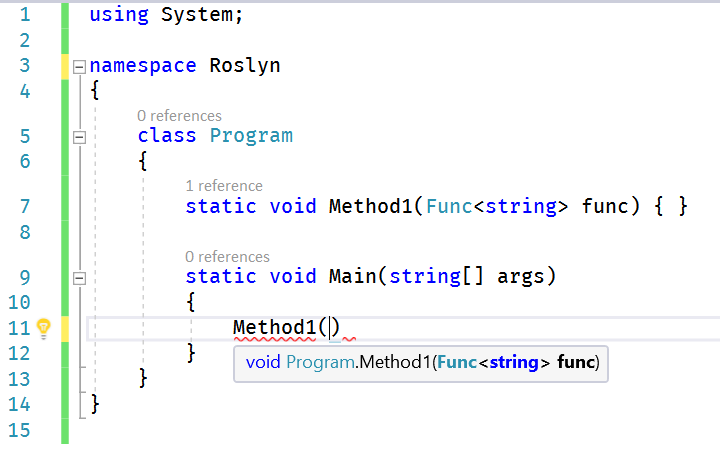 1 using System;
2
3 namespace Roslyn
4 {
0 references
5 class Program
6 {
1 reference
7 static void Method1(Func<string> func) { }
8
0 references
9 static void Main(string[] args)
10 {
11 Method1()
12 }
void Program.Method1(Func<string> func)
13 }
14 }
15